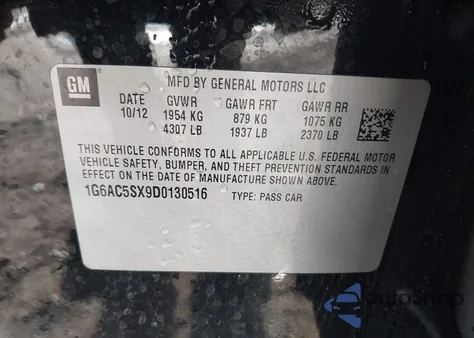 GM
MFD BY GENERAL MOTORS LLC
DATE GVWR GAWR FRT GAWR RR
10/12 1954 KG 879 KG 1075 KG
4307 LB 1937 LB 2370 LB
THIS VEHICLE CONFORMS TO ALL APPLICABLE U.S. FEDERAL MOTOR
VEHICLE SAFETY, BUMPER, AND THEFT PREVENTION STANDARDS
IN EFFECT ON THE DATE OF MANUFACTURE SHOWN ABOVE.
1G6AC5SX9D0130516 TYPE: PASS CAR